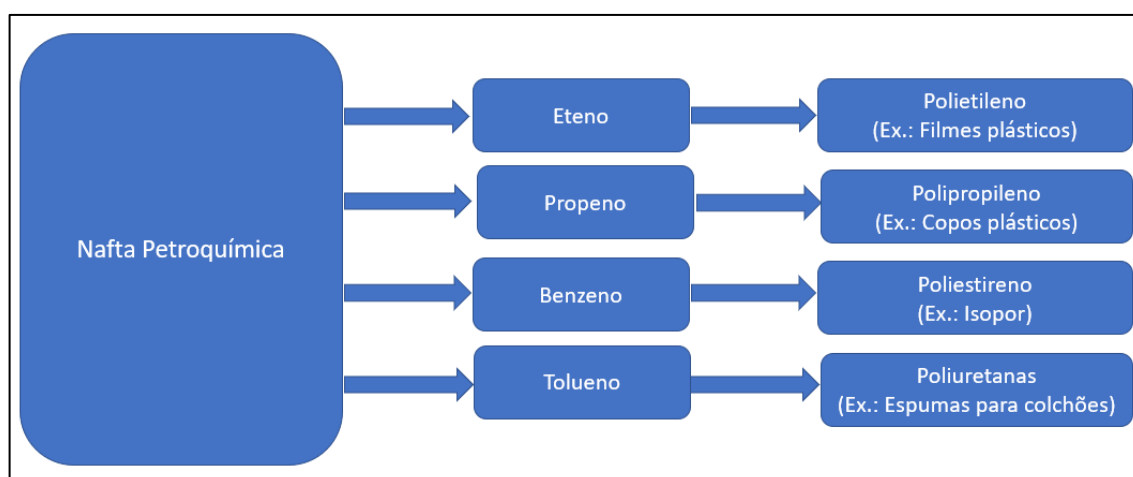 Nafta Petroquímica
Eteno
Polietileno
(Ex.: Filmes plásticos)
Propeno
Polipropileno
(Ex.: Copos plásticos)
Benzeno
Poliestireno
(Ex.: Isopor)
Tolueno
Poliuretanas
(Ex.: Espumas para colchões)